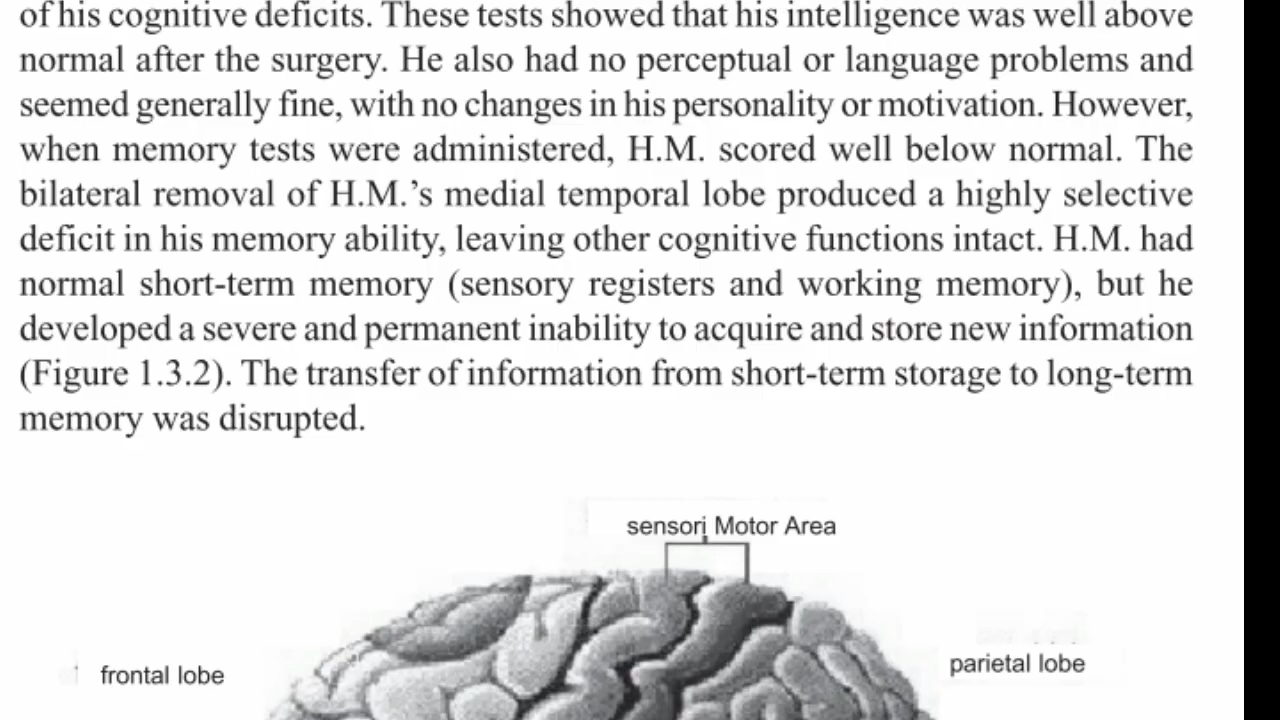 of his cognitive deficits. These tests showed that his intelligence was well above
normal after the surgery. He also had no perceptual or language problems and
seemed generally fine, with no changes in his personality or motivation. However,
when memory tests were administered, H.M. scored well below normal. The
bilateral removal of H.M.’s medial temporal lobe produced a highly selective
deficit in his memory ability, leaving other cognitive functions intact. H.M. had
normal short-term memory (sensory registers and working memory), but he
developed a severe and permanent inability to acquire and store new information
(Figure 1.3.2). The transfer of information from short-term storage to long-term
memory was disrupted.
sensori Motor Area
frontal lobe
parietal lobe